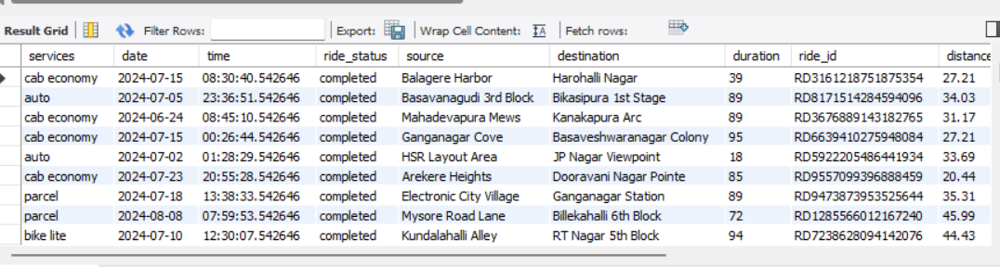 Result Grid Filter Rows: Export: Wrap Cell Content: Fetch rows:
services date time ride_status source destination duration ride_id distance
cab economy 2024-07-15 08:30:40.542646 completed Balagere Harbor Harohalli Nagar 39 RD3161218751875354 27.21
auto 2024-07-05 23:36:51.542646 completed Basavanagudi 3rd Block Bikasipura 1st Stage 89 RD8171514284594096 34.03
cab economy 2024-06-24 08:45:10.542646 completed Mahadevapura Mews Kanakapura Arc 89 RD3676889143182765 31.17
cab economy 2024-07-15 00:26:44.542646 completed Ganganagar Cove Basaveshwaranagar Colony 95 RD6639410275948084 27.21
auto 2024-07-02 01:28:29.542646 completed HSR Layout Area JP Nagar Viewpoint 18 RD5922205486441934 33.69
cab economy 2024-07-23 20:55:28.542646 completed Arekere Heights Dooravani Nagar Pointe 85 RD9557099396888459 20.44
parcel 2024-07-18 13:38:33.542646 completed Electronic City Village Ganganagar Station 89 RD9473873953525644 35.31
parcel 2024-08-08 07:59:53.542646 completed Mysore Road Lane Billekahalli 6th Block 72 RD1285566012167240 45.99
bike lite 2024-07-10 12:30:07.542646 completed Kundalahalli Alley RT Nagar 5th Block 94 RD7238628094142076 44.43